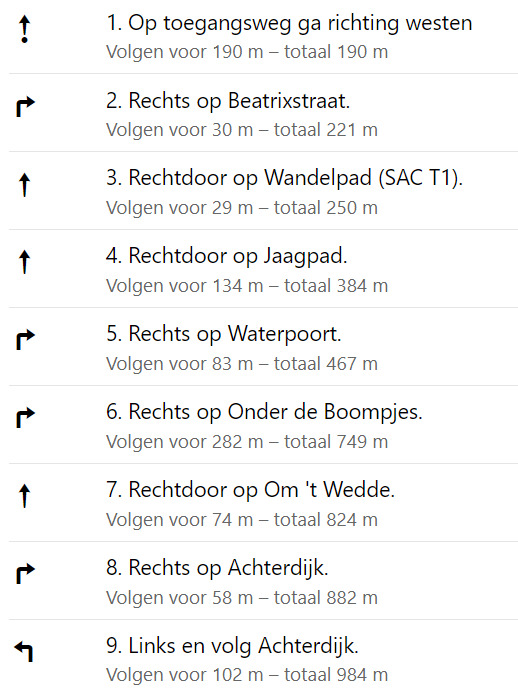 1. Op toegangsweg ga richting westen
Volgen voor 190 m – totaal 190 m
2. Rechts op Beatrixstraat.
Volgen voor 30 m – totaal 221 m
3. Rechtdoor op Wandelpad (SAC T1).
Volgen voor 29 m – totaal 250 m
4. Rechtdoor op Jaagpad.
Volgen voor 134 m – totaal 384 m
5. Rechts op Waterpoort.
Volgen voor 83 m – totaal 467 m
6. Rechts op Onder de Boompjes.
Volgen voor 282 m – totaal 749 m
7. Rechtdoor op Om 't Wedde.
Volgen voor 74 m – totaal 824 m
8. Rechts op Achterdijk.
Volgen voor 58 m – totaal 882 m
9. Links en volg Achterdijk.
Volgen voor 102 m – totaal 984 m